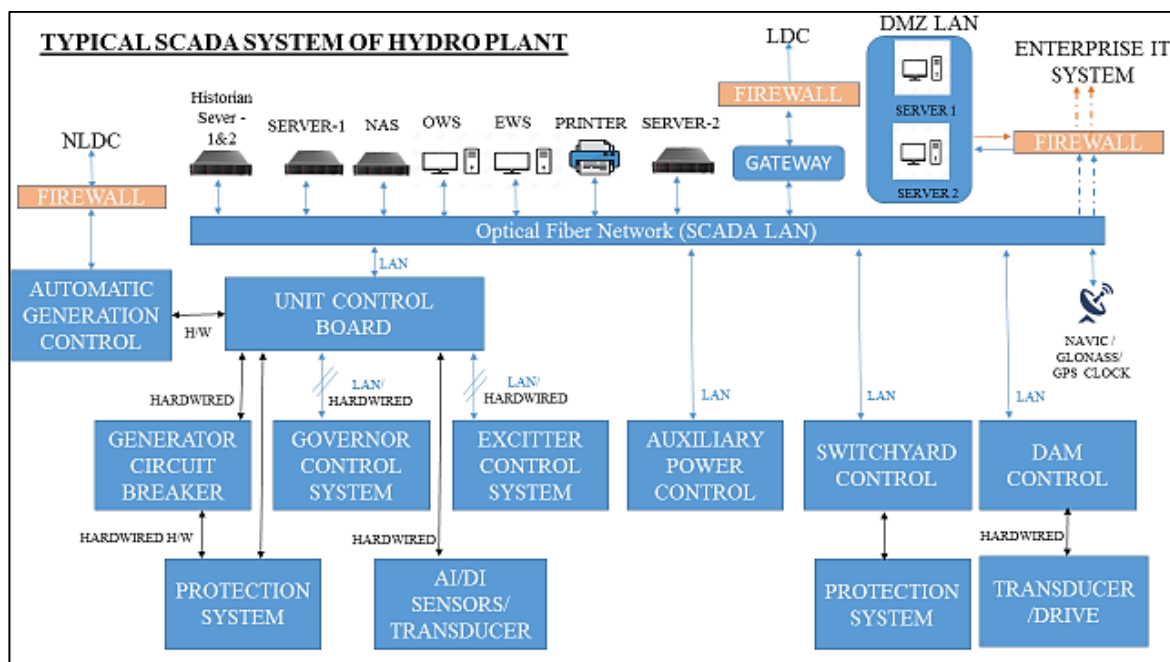 TYPICAL SCADA SYSTEM OF HYDRO PLANT
LDC
DMZ LAN
ENTERPRISE IT
SYSTEM
NLDC
FIREWALL
Historian
Sever -
1&2
SERVER-1
NAS
OWS
EWS
PRINTER
SERVER-2
FIREWALL
GATEWAY
SERVER 1
SERVER 2
FIREWALL
Optical Fiber Network (SCADA LAN)
AUTOMATIC
GENERATION
CONTROL
H/W
LAN
UNIT CONTROL
BOARD
NAVIC /
GLONASS/
GPS CLOCK
HARDWIRED
LAN/
HARDWIRED
LAN/
HARDWIRED
LAN
LAN
LAN
GENERATOR
CIRCUIT
BREAKER
GOVERNOR
CONTROL
SYSTEM
EXCITTER
CONTROL
SYSTEM
AUXILIARY
POWER
CONTROL
SWITCHYARD
CONTROL
DAM
CONTROL
HARDWIRED H/W
HARDWIRED
HARDWIRED
PROTECTION
SYSTEM
AI/DI
SENSORS/
TRANSDUCER
PROTECTION
SYSTEM
TRANSDUCER
/DRIVE